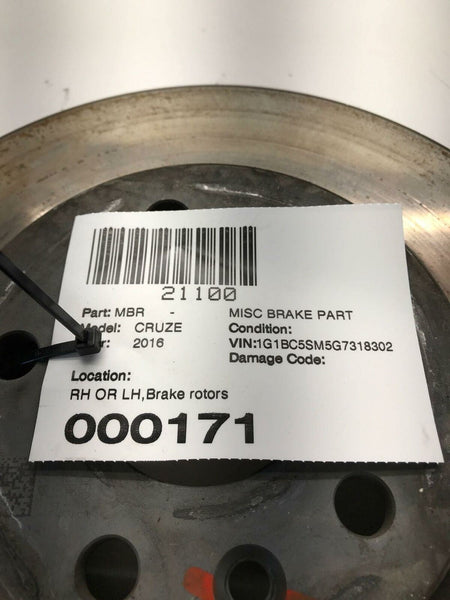 21100
Part: MBR - MISC BRAKE PART
Model: CRUZE Condition:
2016 VIN:1G1BC5SM5G7318302
Damage Code:
Location:
RH OR LH,Brake rotors
000171